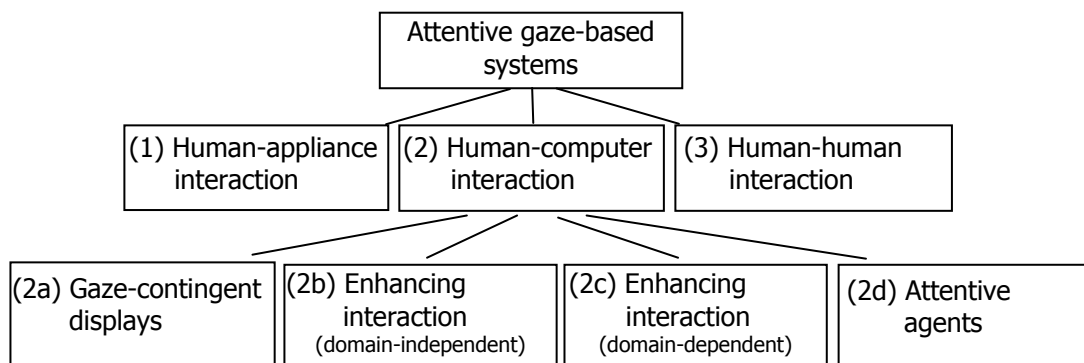 Attentive gaze-based
systems
(1) Human-appliance
interaction
(2) Human-computer
interaction
(3) Human-human
interaction
(2a) Gaze-contingent
displays
(2b) Enhancing
interaction
(domain-independent)
(2c) Enhancing
interaction
(domain-dependent)
(2d) Attentive
agents